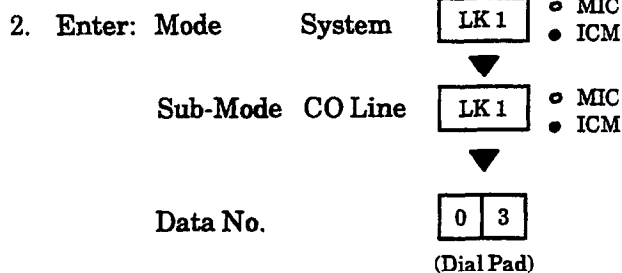 MIC
2. Enter: Mode System LK 1 ICM
MIC
Sub-Mode CO Line LK 1
ICM
Data No. 0 3
(Dial Pad)